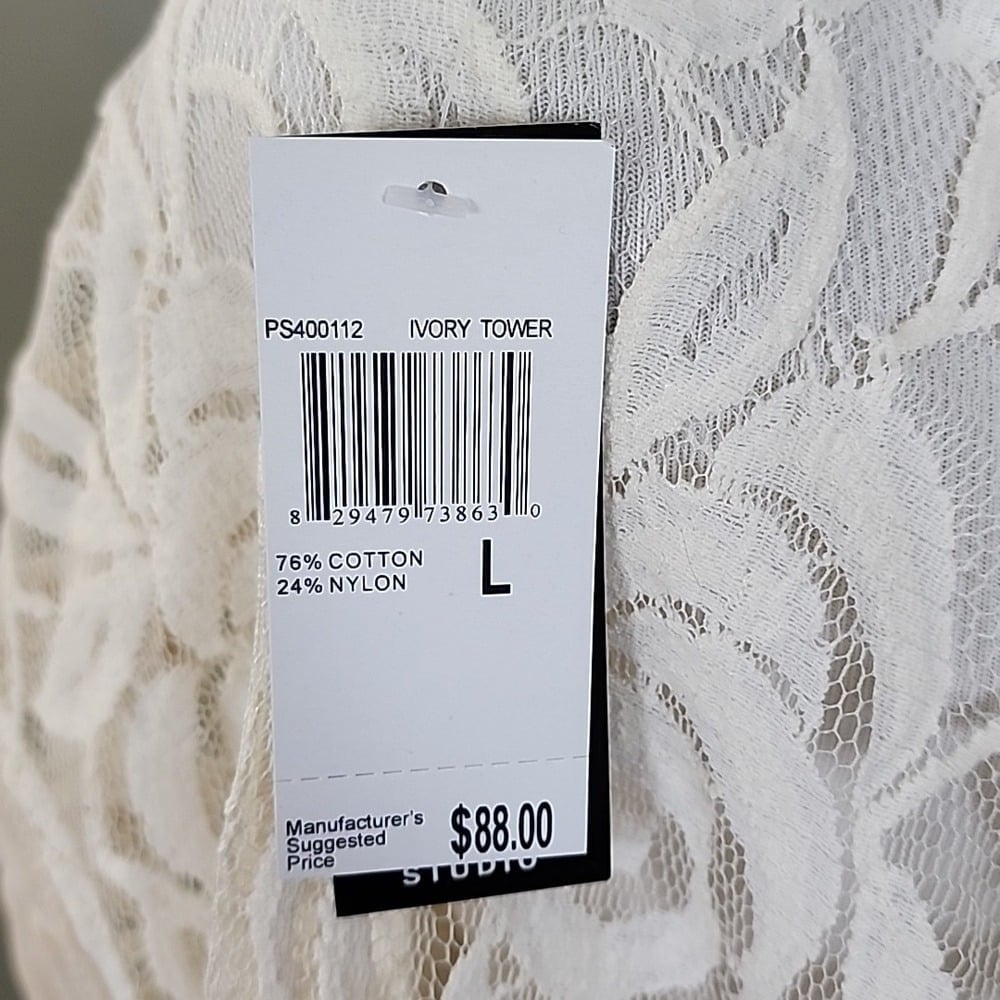 PS400112 IVORY TOWER
8 29479 73863 0
76% COTTON
24% NYLON
L
Manufacturer's
Suggested
Price
$88.00
STUDIO